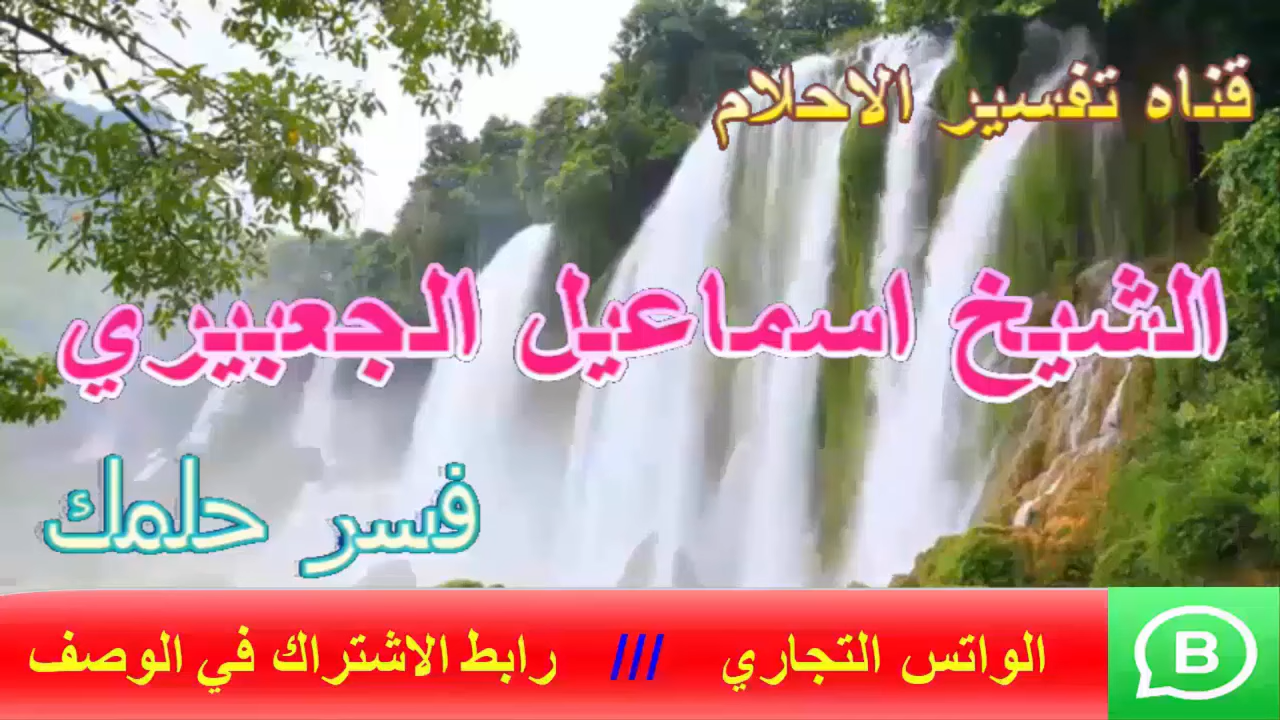 قناه تفسير الاحلام
الشيخ اسماعيل الجعبيري
فسر حلمك
الواتس التجاري /// رابط الاشتراك في الوصف
B